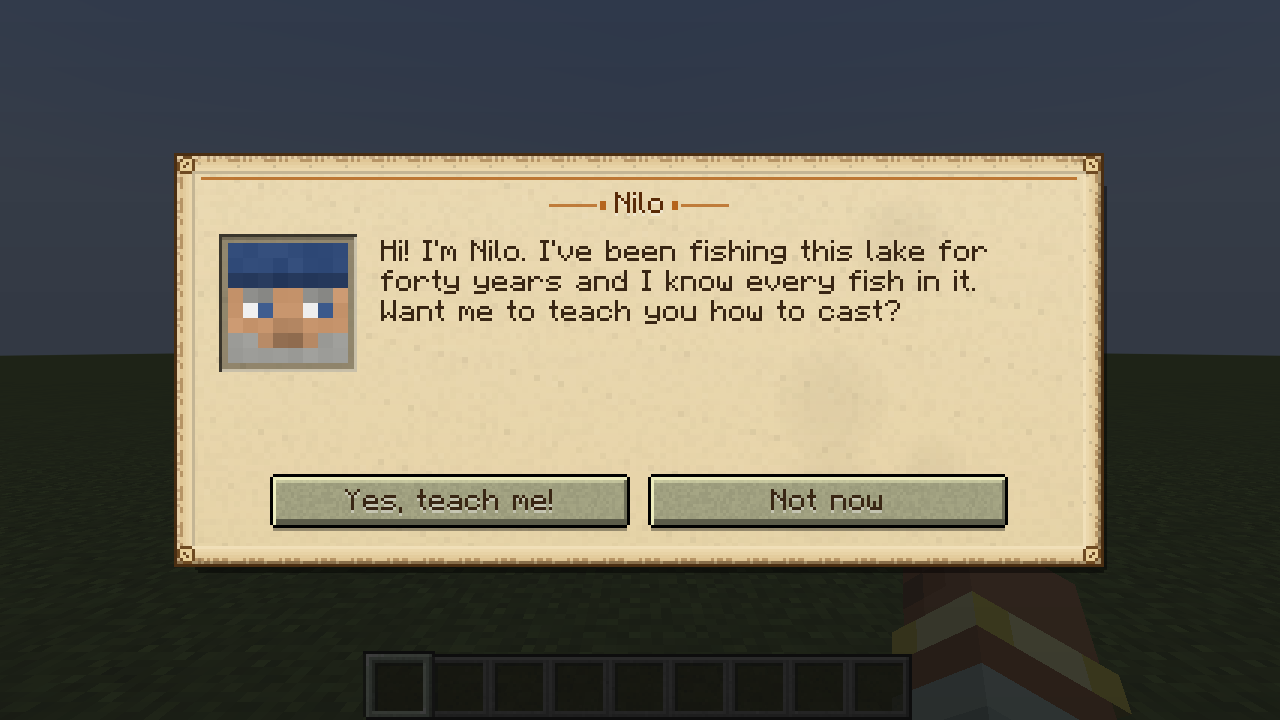 Nilo
Hi! I'm Nilo. I've been fishing this lake for
forty years and I know every fish in it.
Want me to teach you how to cast?
Yes, teach me!
Not now